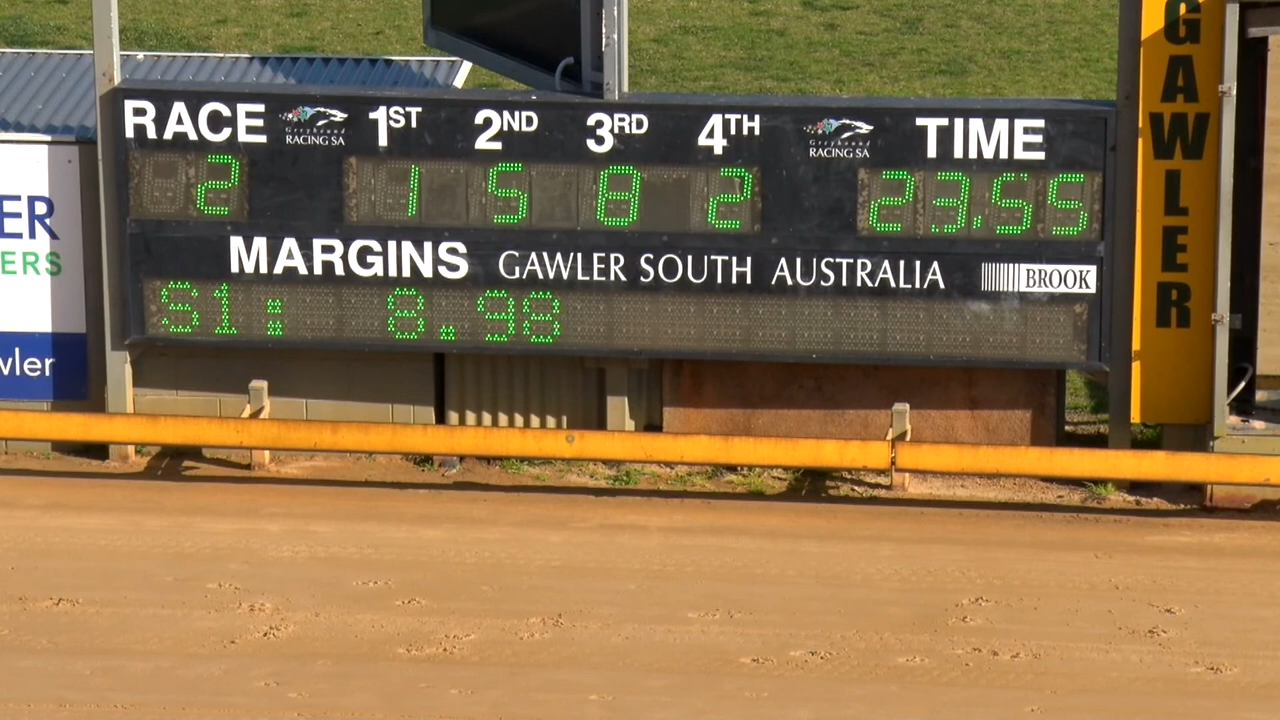 RACE Greyhound RACING SA 1ST 2ND 3RD 4TH Greyhound RACING SA TIME
2 1 5 8 2 23.55
MARGINS GAWLER SOUTH AUSTRALIA BROOK
S1: 8.98
GAWLER
ER
ERS
wler